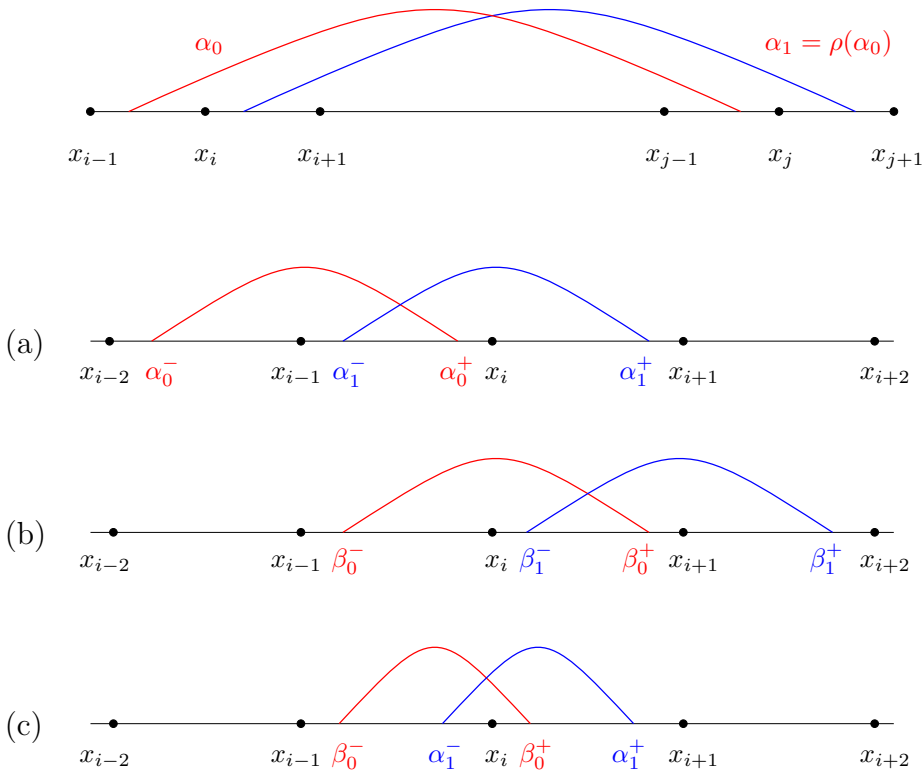 α₀ α₁ = ρ(α₀)
xᵢ₋₁ xᵢ xᵢ₊₁ xⱼ₋₁ xⱼ xⱼ₊₁
(a)
xᵢ₋₂ α₀⁻ xᵢ₋₁ α₁⁻ α₀⁺ xᵢ α₁⁺ xᵢ₊₁ xᵢ₊₂
(b)
xᵢ₋₂ xᵢ₋₁ β₀⁻ xᵢ β₁⁻ β₀⁺ xᵢ₊₁ β₁⁺ xᵢ₊₂
(c)
xᵢ₋₂ xᵢ₋₁ β₀⁻ α₁⁻ xᵢ β₀⁺ α₁⁺ xᵢ₊₁ xᵢ₊₂